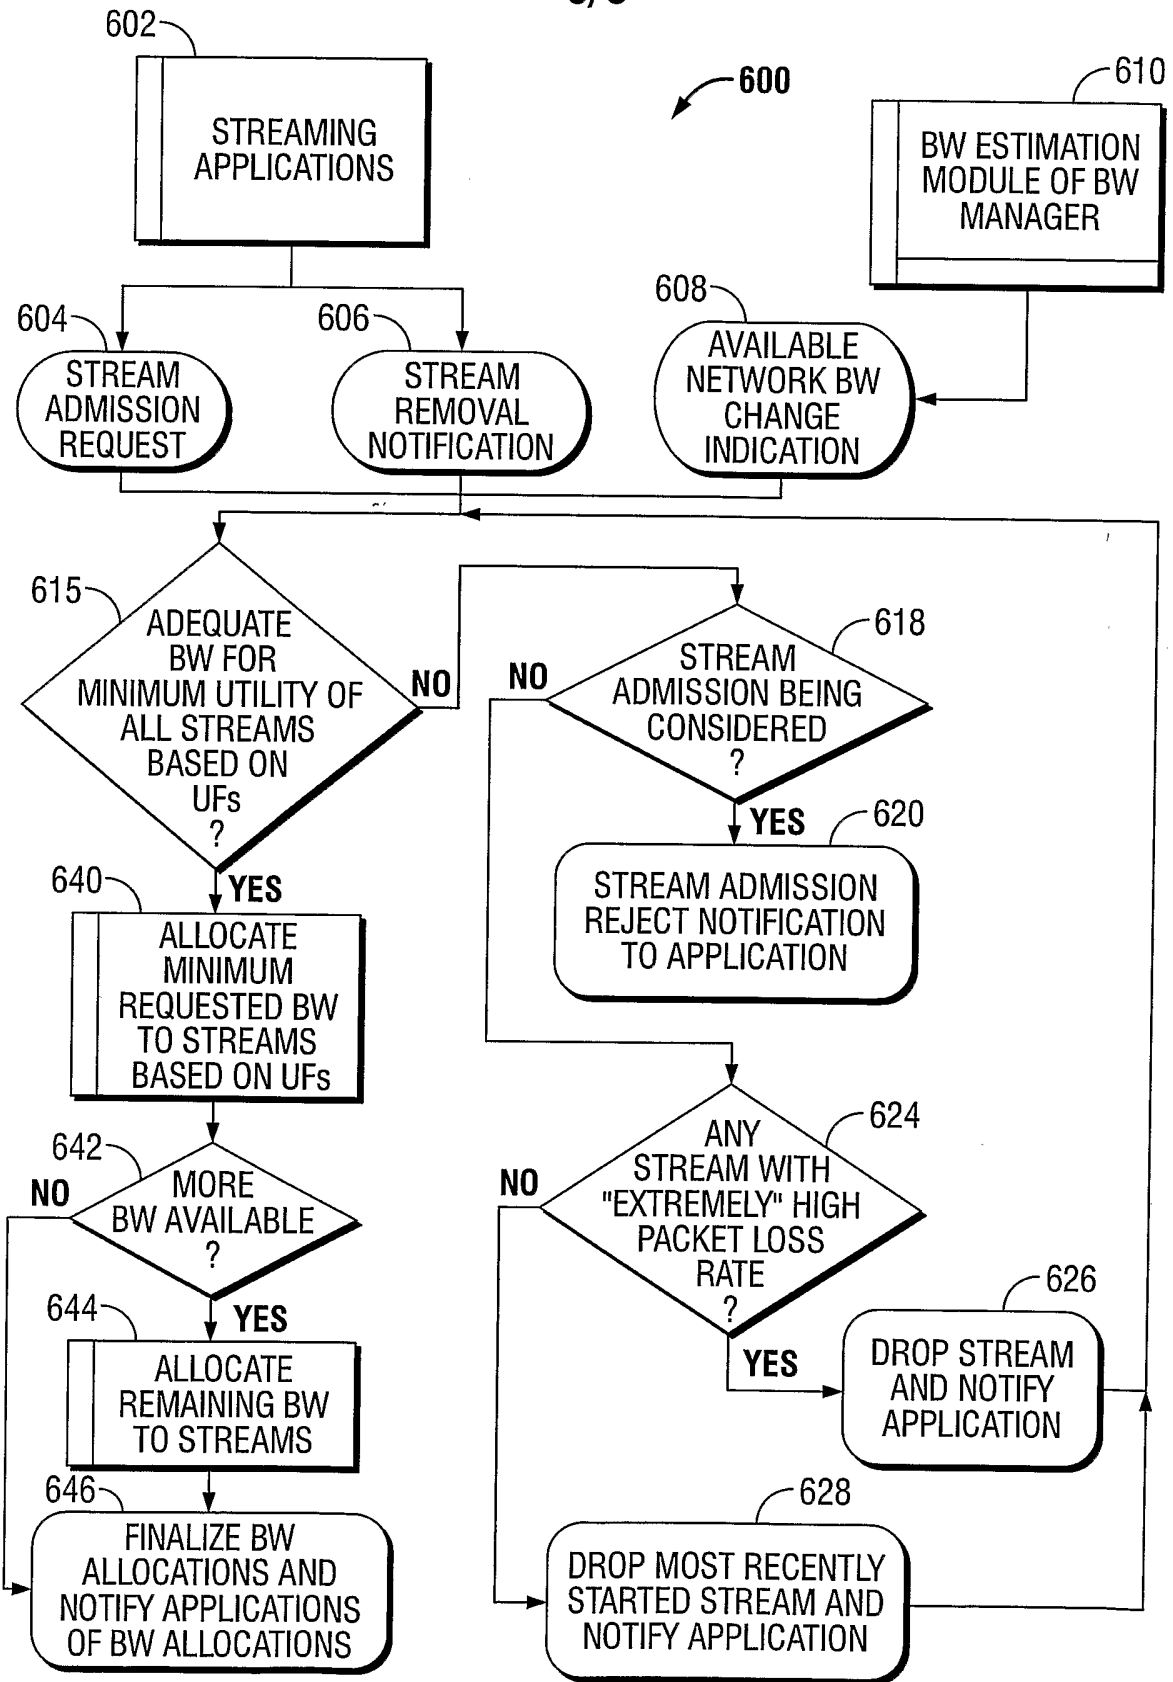 602
STREAMING
APPLICATIONS
600
610
BW ESTIMATION
MODULE OF BW
MANAGER
604
STREAM
ADMISSION
REQUEST
606
STREAM
REMOVAL
NOTIFICATION
608
AVAILABLE
NETWORK BW
CHANGE
INDICATION
615
ADEQUATE
BW FOR
MINIMUM UTILITY OF
ALL STREAMS
BASED ON
UFs
?
NO
YES
618
STREAM
ADMISSION BEING
CONSIDERED
?
NO
YES
620
STREAM ADMISSION
REJECT NOTIFICATION
TO APPLICATION
640
ALLOCATE
MINIMUM
REQUESTED BW
TO STREAMS
BASED ON UFs
624
ANY
STREAM WITH
"EXTREMELY" HIGH
PACKET LOSS
RATE
?
NO
YES
642
MORE
BW AVAILABLE
?
NO
YES
626
DROP STREAM
AND NOTIFY
APPLICATION
644
ALLOCATE
REMAINING BW
TO STREAMS
628
DROP MOST RECENTLY
STARTED STREAM AND
NOTIFY APPLICATION
646
FINALIZE BW
ALLOCATIONS AND
NOTIFY APPLICATIONS
OF BW ALLOCATIONS